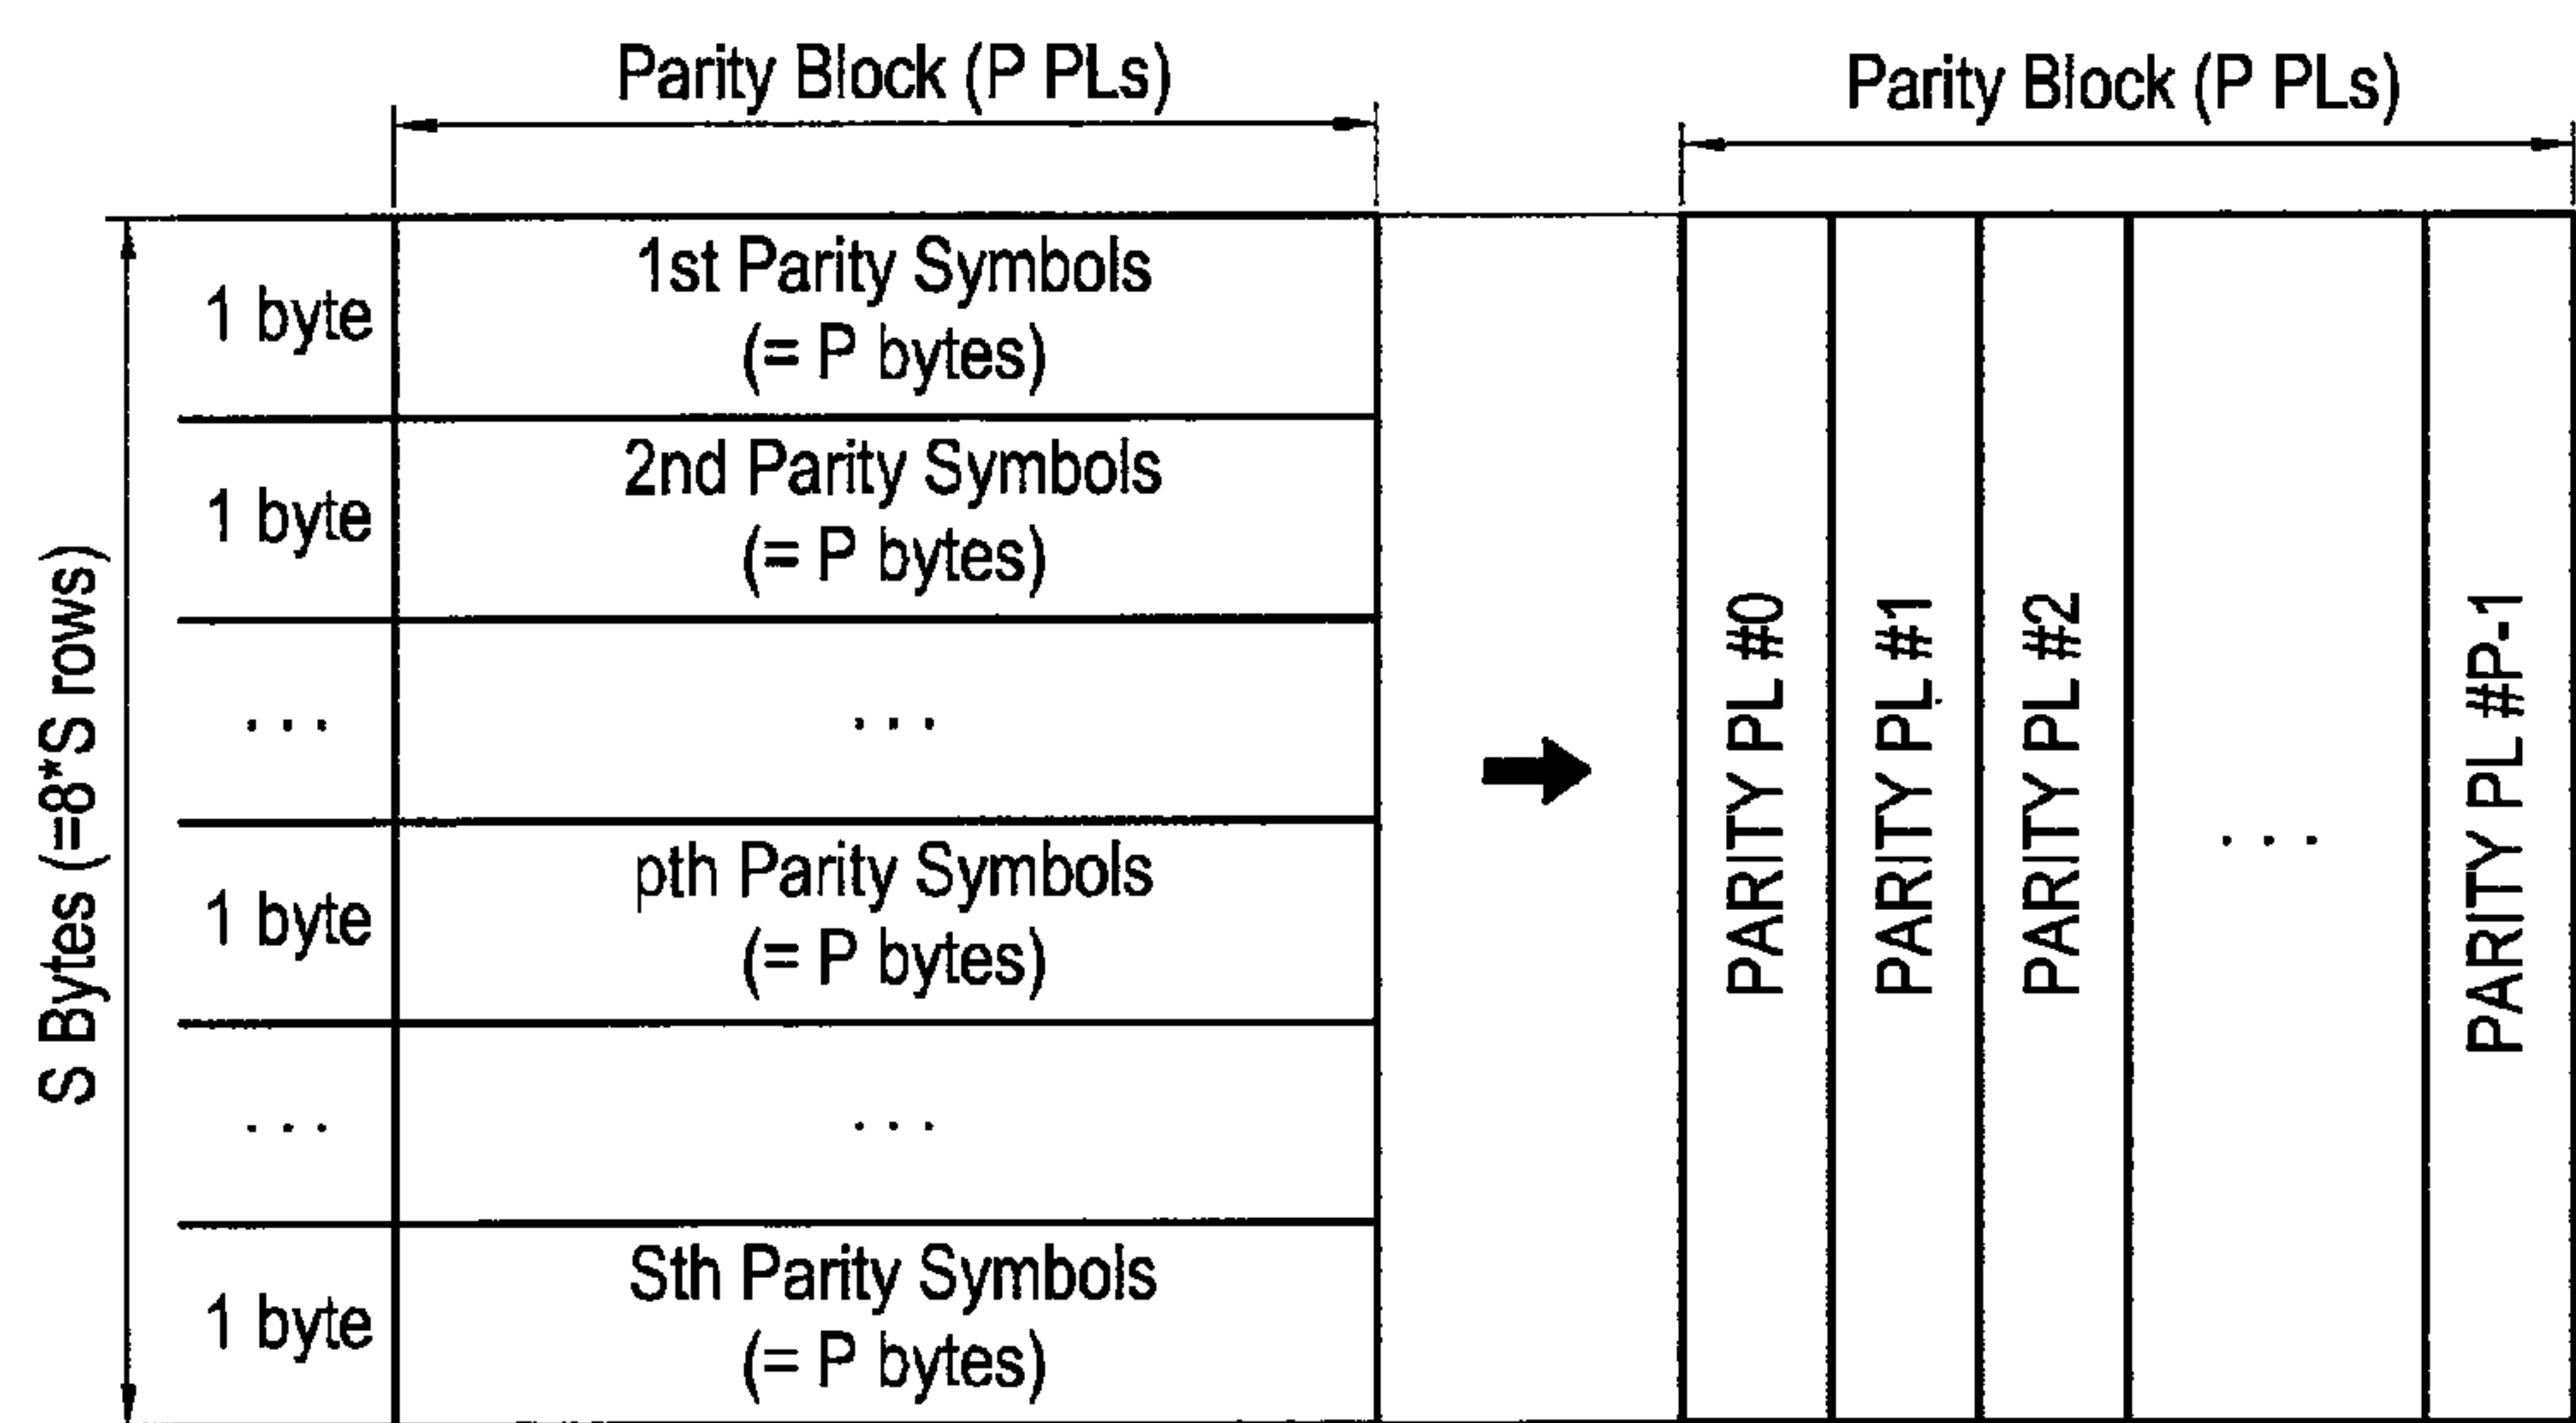 Parity Block (P PLs)
Parity Block (P PLs)
S Bytes (=8*S rows)
1 byte
1st Parity Symbols
(= P bytes)
1 byte
2nd Parity Symbols
(= P bytes)
...
...
1 byte
pth Parity Symbols
(= P bytes)
...
...
1 byte
Sth Parity Symbols
(= P bytes)
PARITY PL #0
PARITY PL #1
PARITY PL #2
...
PARITY PL #P-1